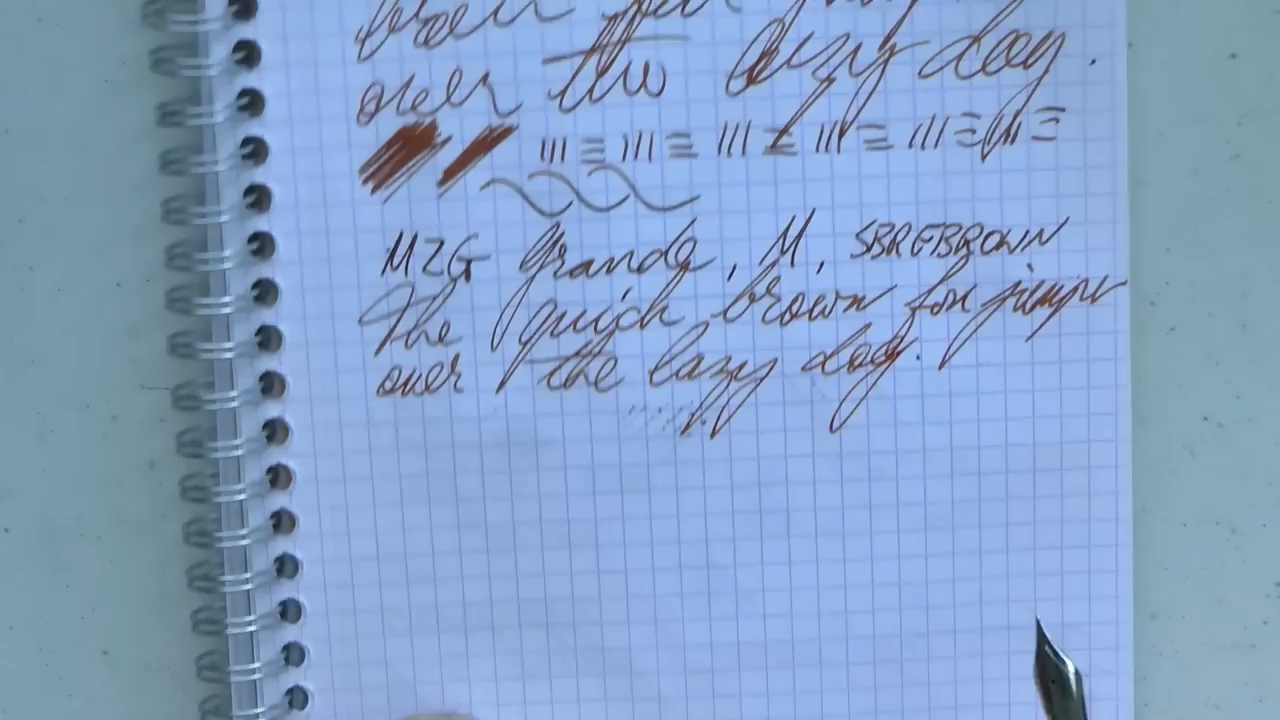 over the lazy dog.
MZG Grande, M, SBREBROWN
The quick brown fox jumps
over the lazy dog.